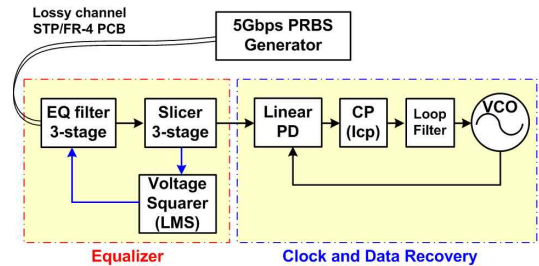 Lossy channel
STP/FR-4 PCB
5Gbps PRBS
Generator
EQ filter
3-stage
Slicer
3-stage
Voltage
Squarer
(LMS)
Linear
PD
CP
(Icp)
Loop
Filter
VCO
Equalizer
Clock and Data Recovery